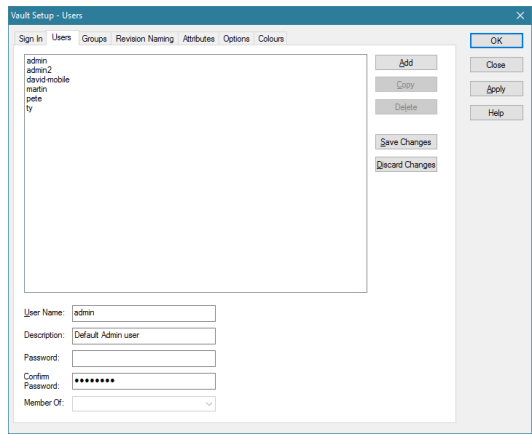 Vault Setup - Users
Sign In Users Groups Revision Naming Attributes Options Colours
OK
Close
Apply
Help
admin
admin2
david-mobile
martin
pete
ty
Add
Copy
Delete
Save Changes
Discard Changes
User Name: admin
Description: Default Admin user
Password:
Confirm
Password: ●●●●●●●●
Member Of: